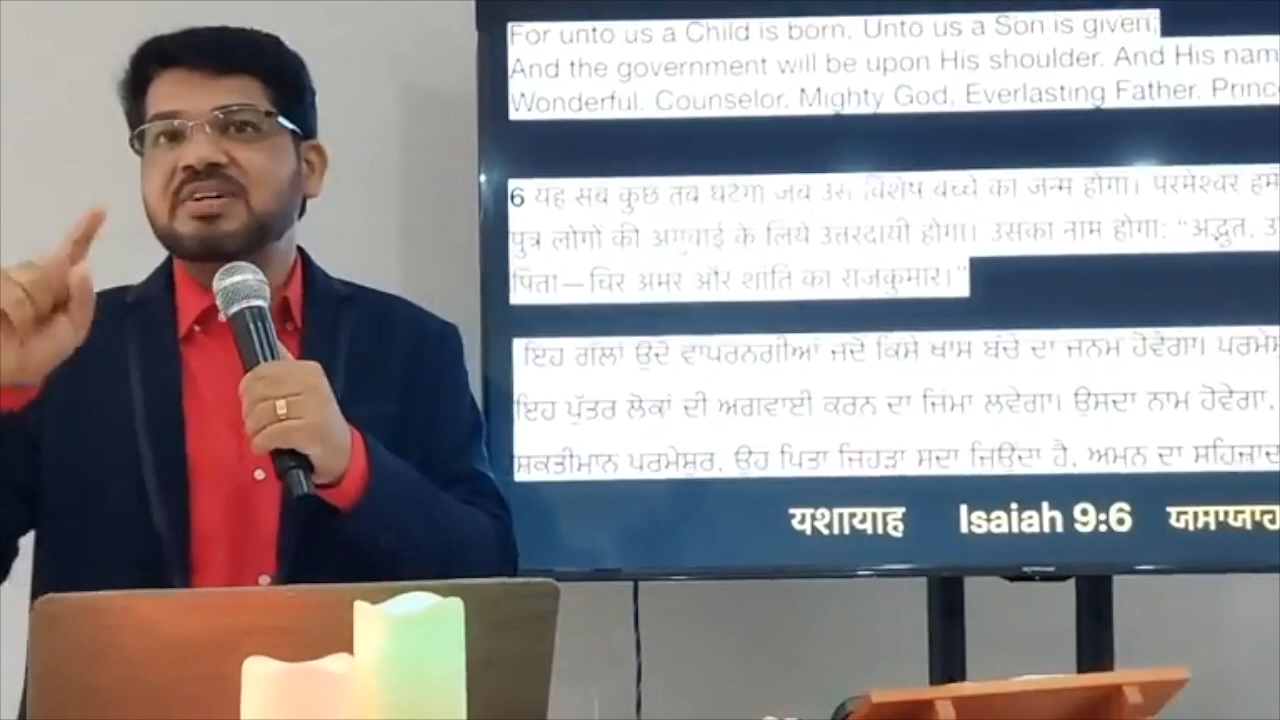 For unto us a Child is born, Unto us a Son is given;
And the government will be upon His shoulder. And His nam
Wonderful, Counselor, Mighty God, Everlasting Father, Princ
6 यह सब कुछ तब घटेगा जब उस विशेष बच्चे का जन्म होगा। परमेश्वर हमे
पुत्र लोगों की अगुवाई के लिये उत्तरदायी होगा। उसका नाम होगा: “अद्भुत, उ
पिता—चिर अमर और शांति का राजकुमार।”
ਇਹ ਗੱਲਾਂ ਉਦੋਂ ਵਾਪਰਨਗੀਆਂ ਜਦੋਂ ਕਿਸੇ ਖਾਸ ਬੱਚੇ ਦਾ ਜਨਮ ਹੋਵੇਗਾ। ਪਰਮੇਸ
ਇਹ ਪੁੱਤਰ ਲੋਕਾਂ ਦੀ ਅਗਵਾਈ ਕਰਨ ਦਾ ਜਿੰਮਾ ਲਵੇਗਾ। ਉਸਦਾ ਨਾਮ ਹੋਵੇਗਾ,
ਸ਼ਕਤੀਮਾਨ ਪਰਮੇਸ਼ੁਰ, ਉਹ ਪਿਤਾ ਜਿਹੜਾ ਸਦਾ ਜਿਉਂਦਾ ਹੈ, ਅਮਨ ਦਾ ਸਹਿਜ਼ਾਦ
यशायाह Isaiah 9:6 ਯਸਾਯਾਹ